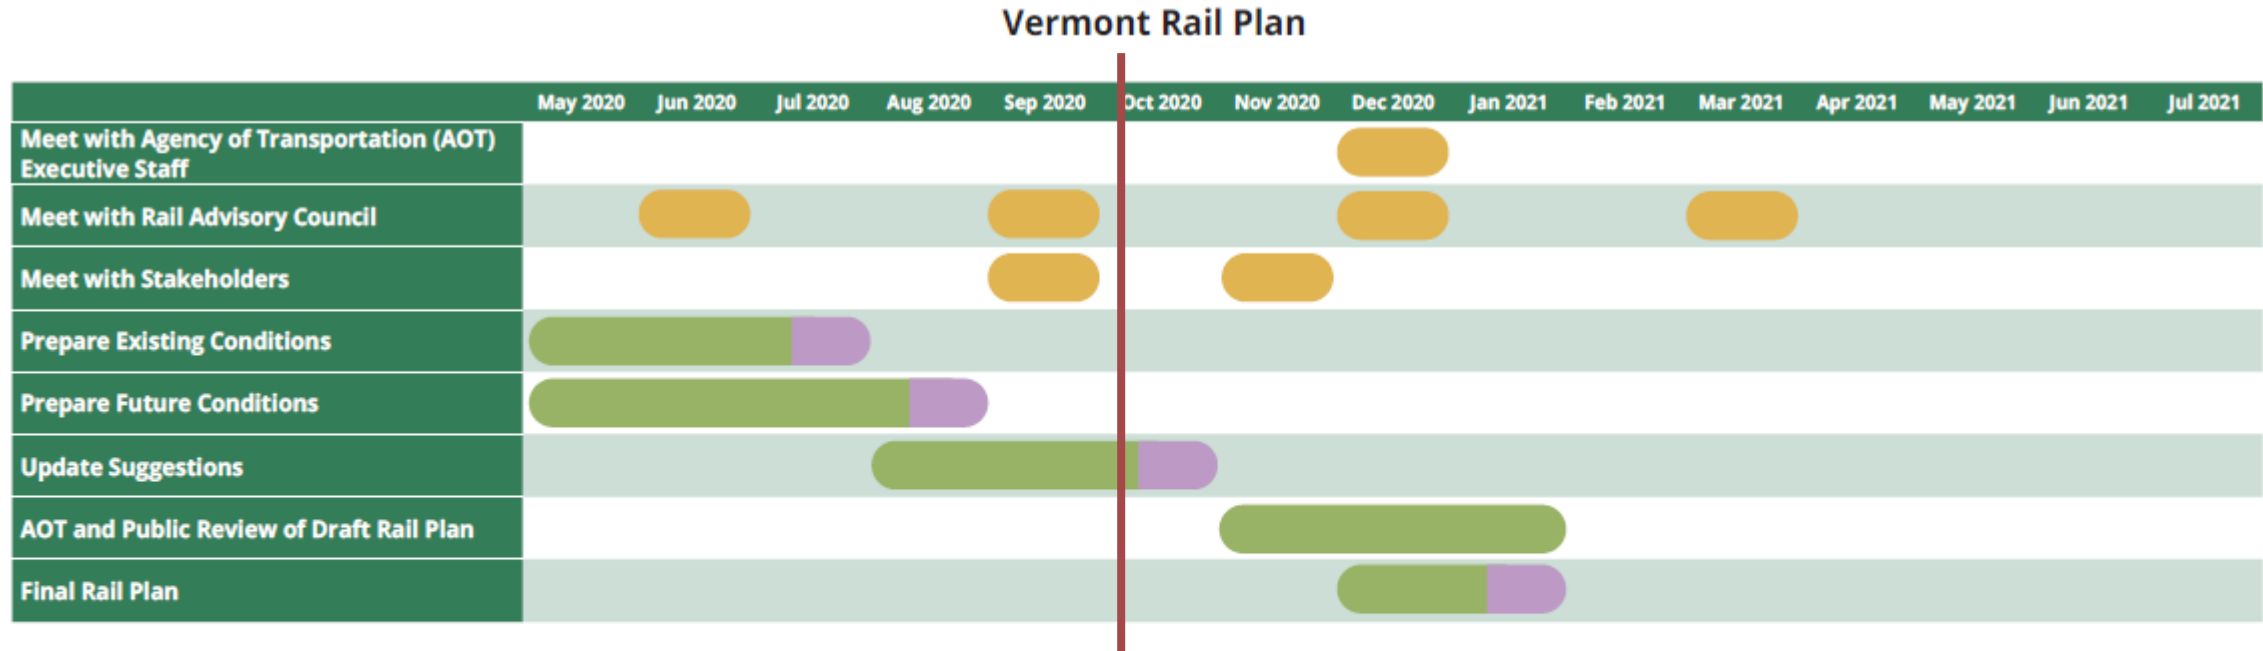 Vermont Rail Plan
May 2020 Jun 2020 Jul 2020 Aug 2020 Sep 2020 Oct 2020 Nov 2020 Dec 2020 Jan 2021 Feb 2021 Mar 2021 Apr 2021 May 2021 Jun 2021 Jul 2021
Meet with Agency of Transportation (AOT)
Executive Staff
Meet with Rail Advisory Council
Meet with Stakeholders
Prepare Existing Conditions
Prepare Future Conditions
Update Suggestions
AOT and Public Review of Draft Rail Plan
Final Rail Plan